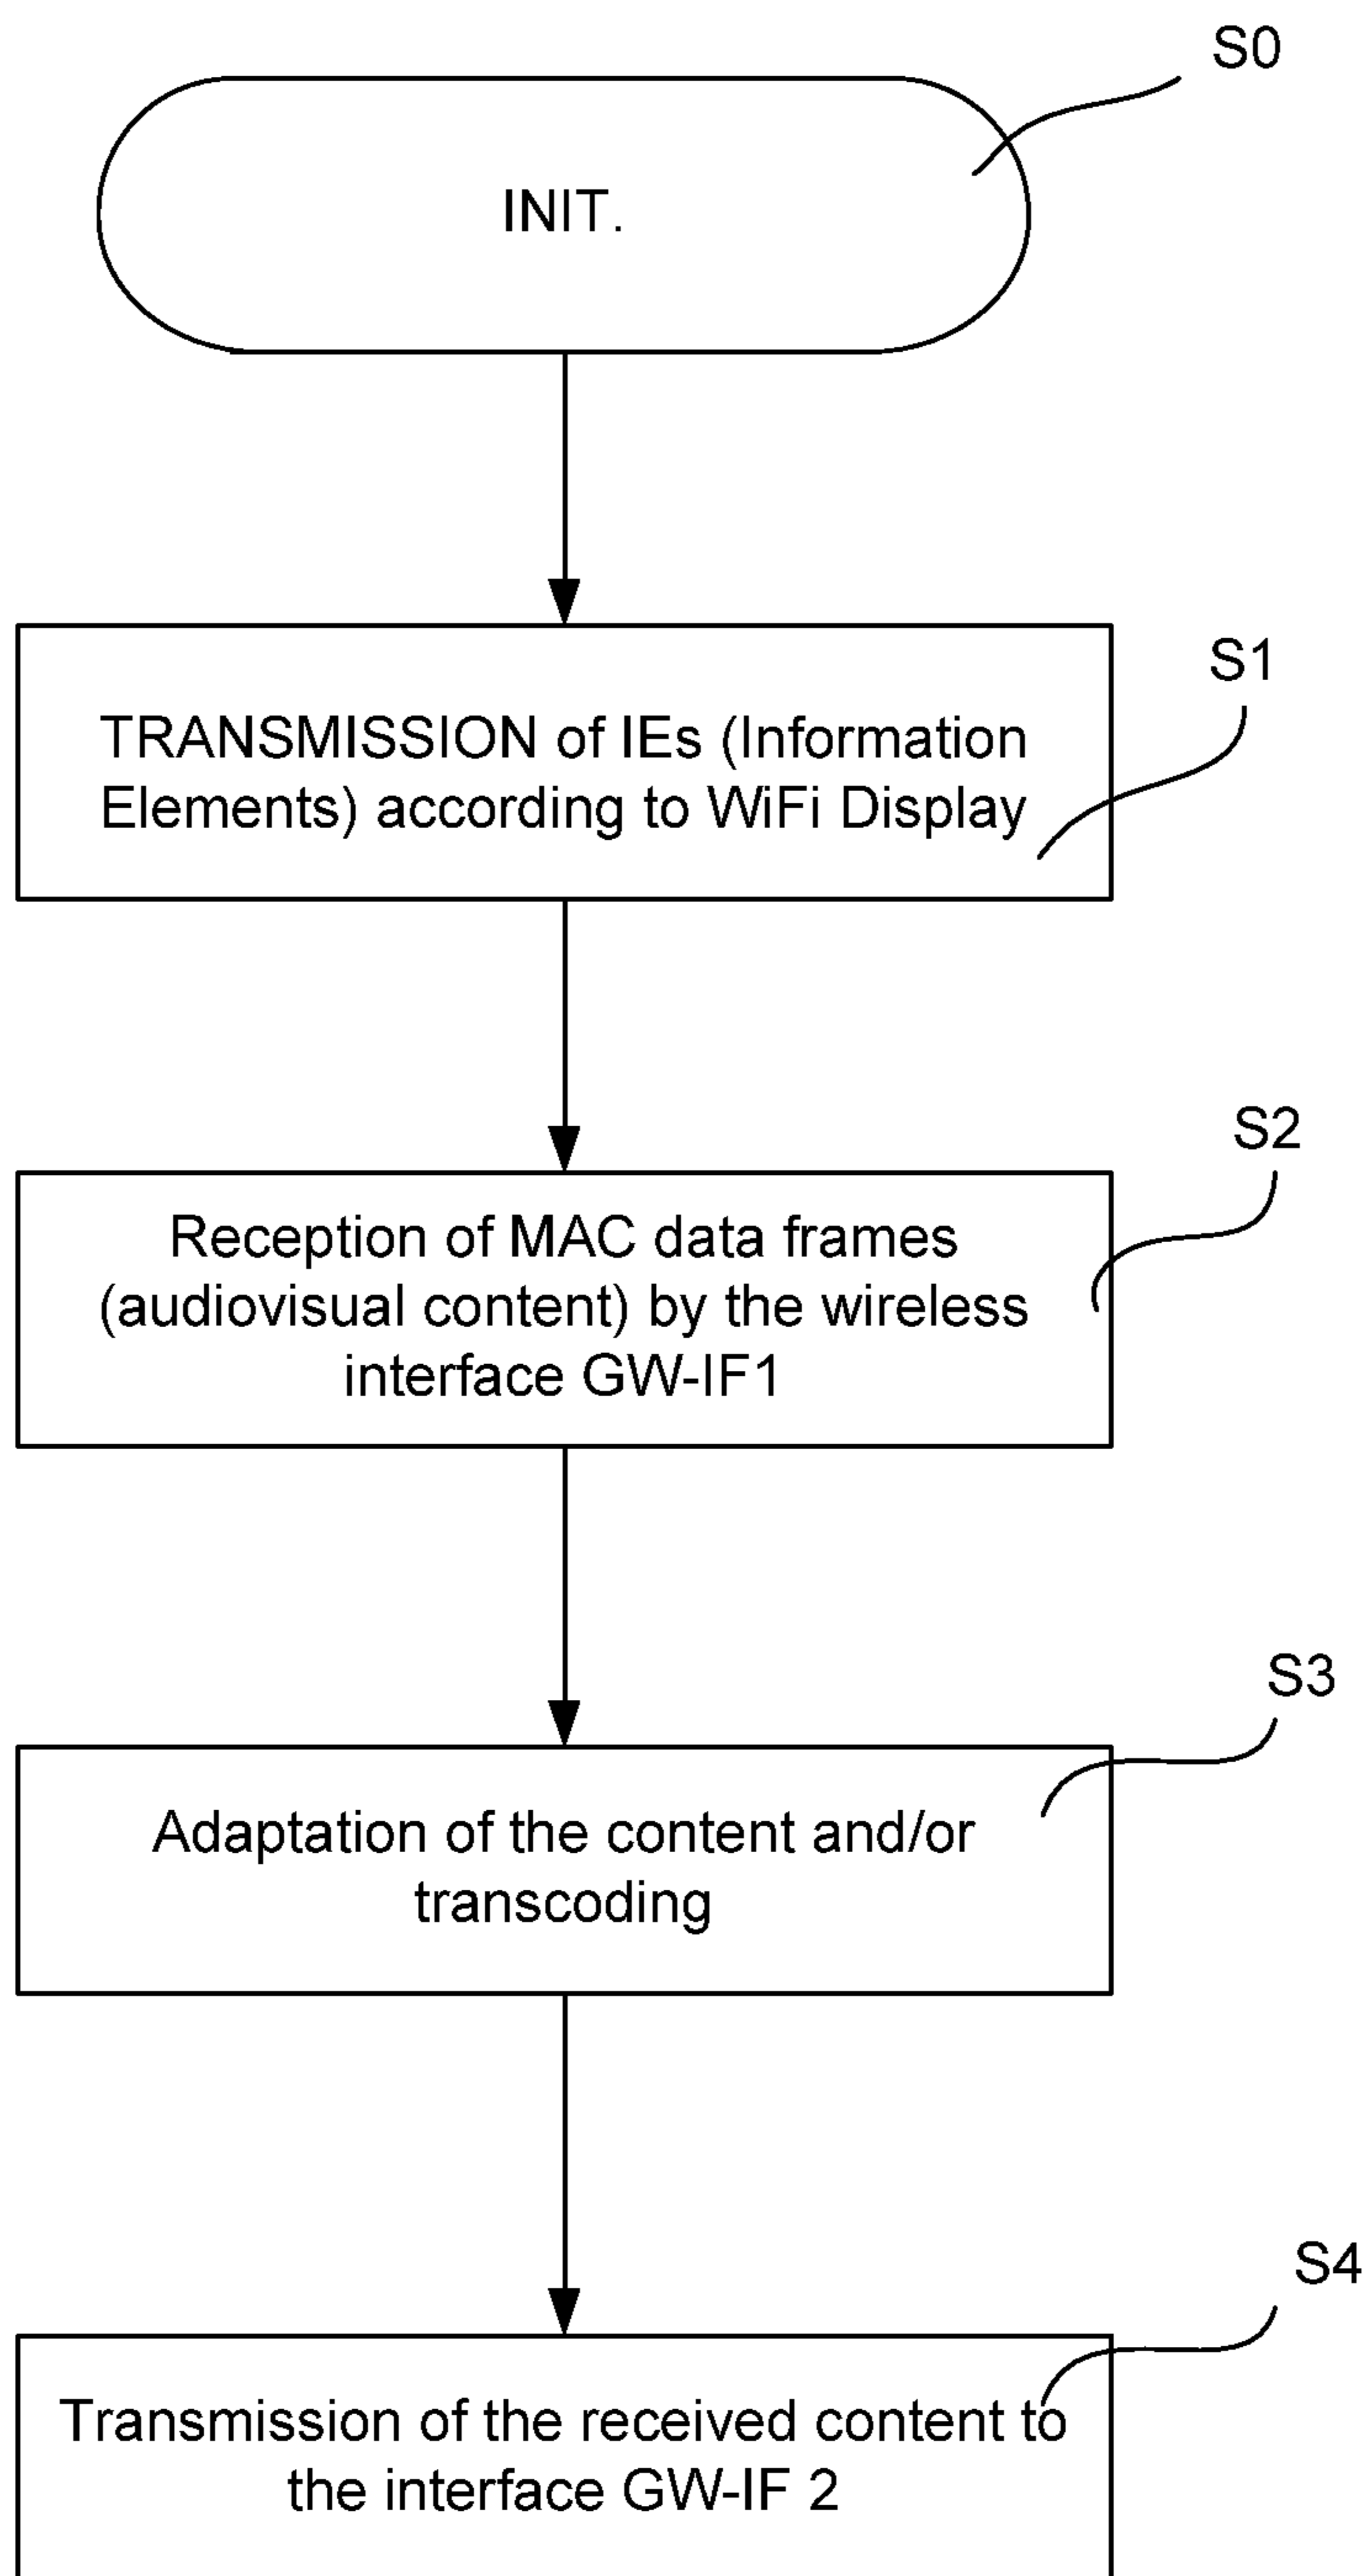 S0
INIT.
S1
TRANSMISSION of IEs (Information
Elements) according to WiFi Display
S2
Reception of MAC data frames
(audiovisual content) by the wireless
interface GW-IF1
S3
Adaptation of the content and/or
transcoding
S4
Transmission of the received content to
the interface GW-IF 2